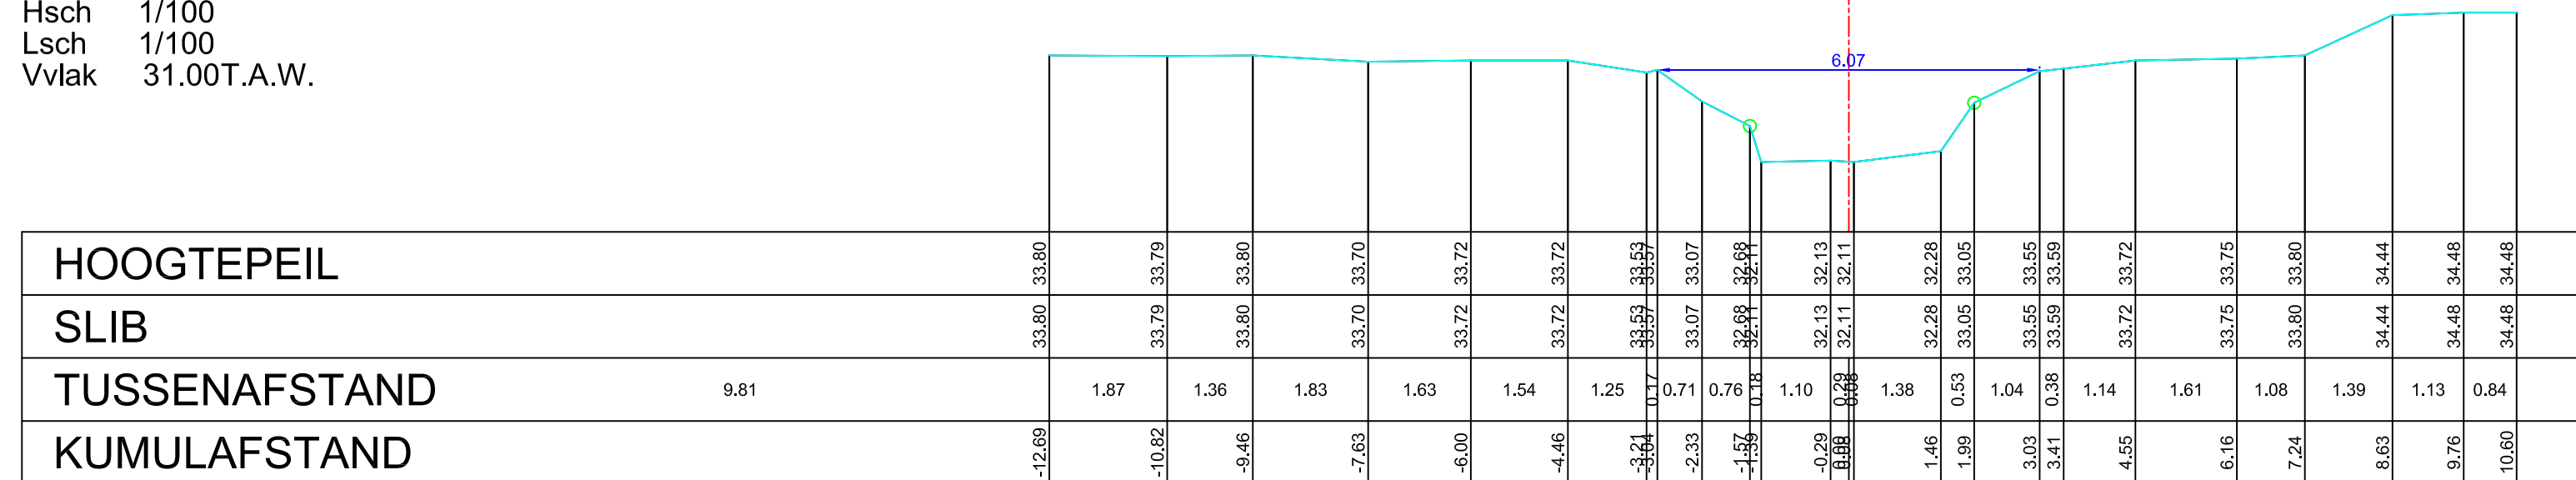 Hsch 1/100
Lsch 1/100
Vvlak 31.00T.A.W.
6.07
HOOGTEPEIL 33.80 33.79 33.80 33.70 33.72 33.72 33.53 33.57 33.07 32.68 32.11 32.13 32.11 32.28 33.05 33.55 33.59 33.72 33.75 33.80 34.44 34.48 34.48
SLIB 33.80 33.79 33.80 33.70 33.72 33.72 33.53 33.57 33.07 32.68 32.11 32.13 32.11 32.28 33.05 33.55 33.59 33.72 33.75 33.80 34.44 34.48 34.48
TUSSENAFSTAND 9.81 1.87 1.36 1.83 1.63 1.54 1.25 0.17 0.71 0.76 0.18 1.10 0.29 0.08 1.38 0.53 1.04 0.38 1.14 1.61 1.08 1.39 1.13 0.84
KUMULAFSTAND -12.69 -10.82 -9.46 -7.63 -6.00 -4.46 -3.21 -3.04 -2.33 -1.57 -1.39 -0.29 0.00 0.08 1.46 1.99 3.03 3.41 4.55 6.16 7.24 8.63 9.76 10.60